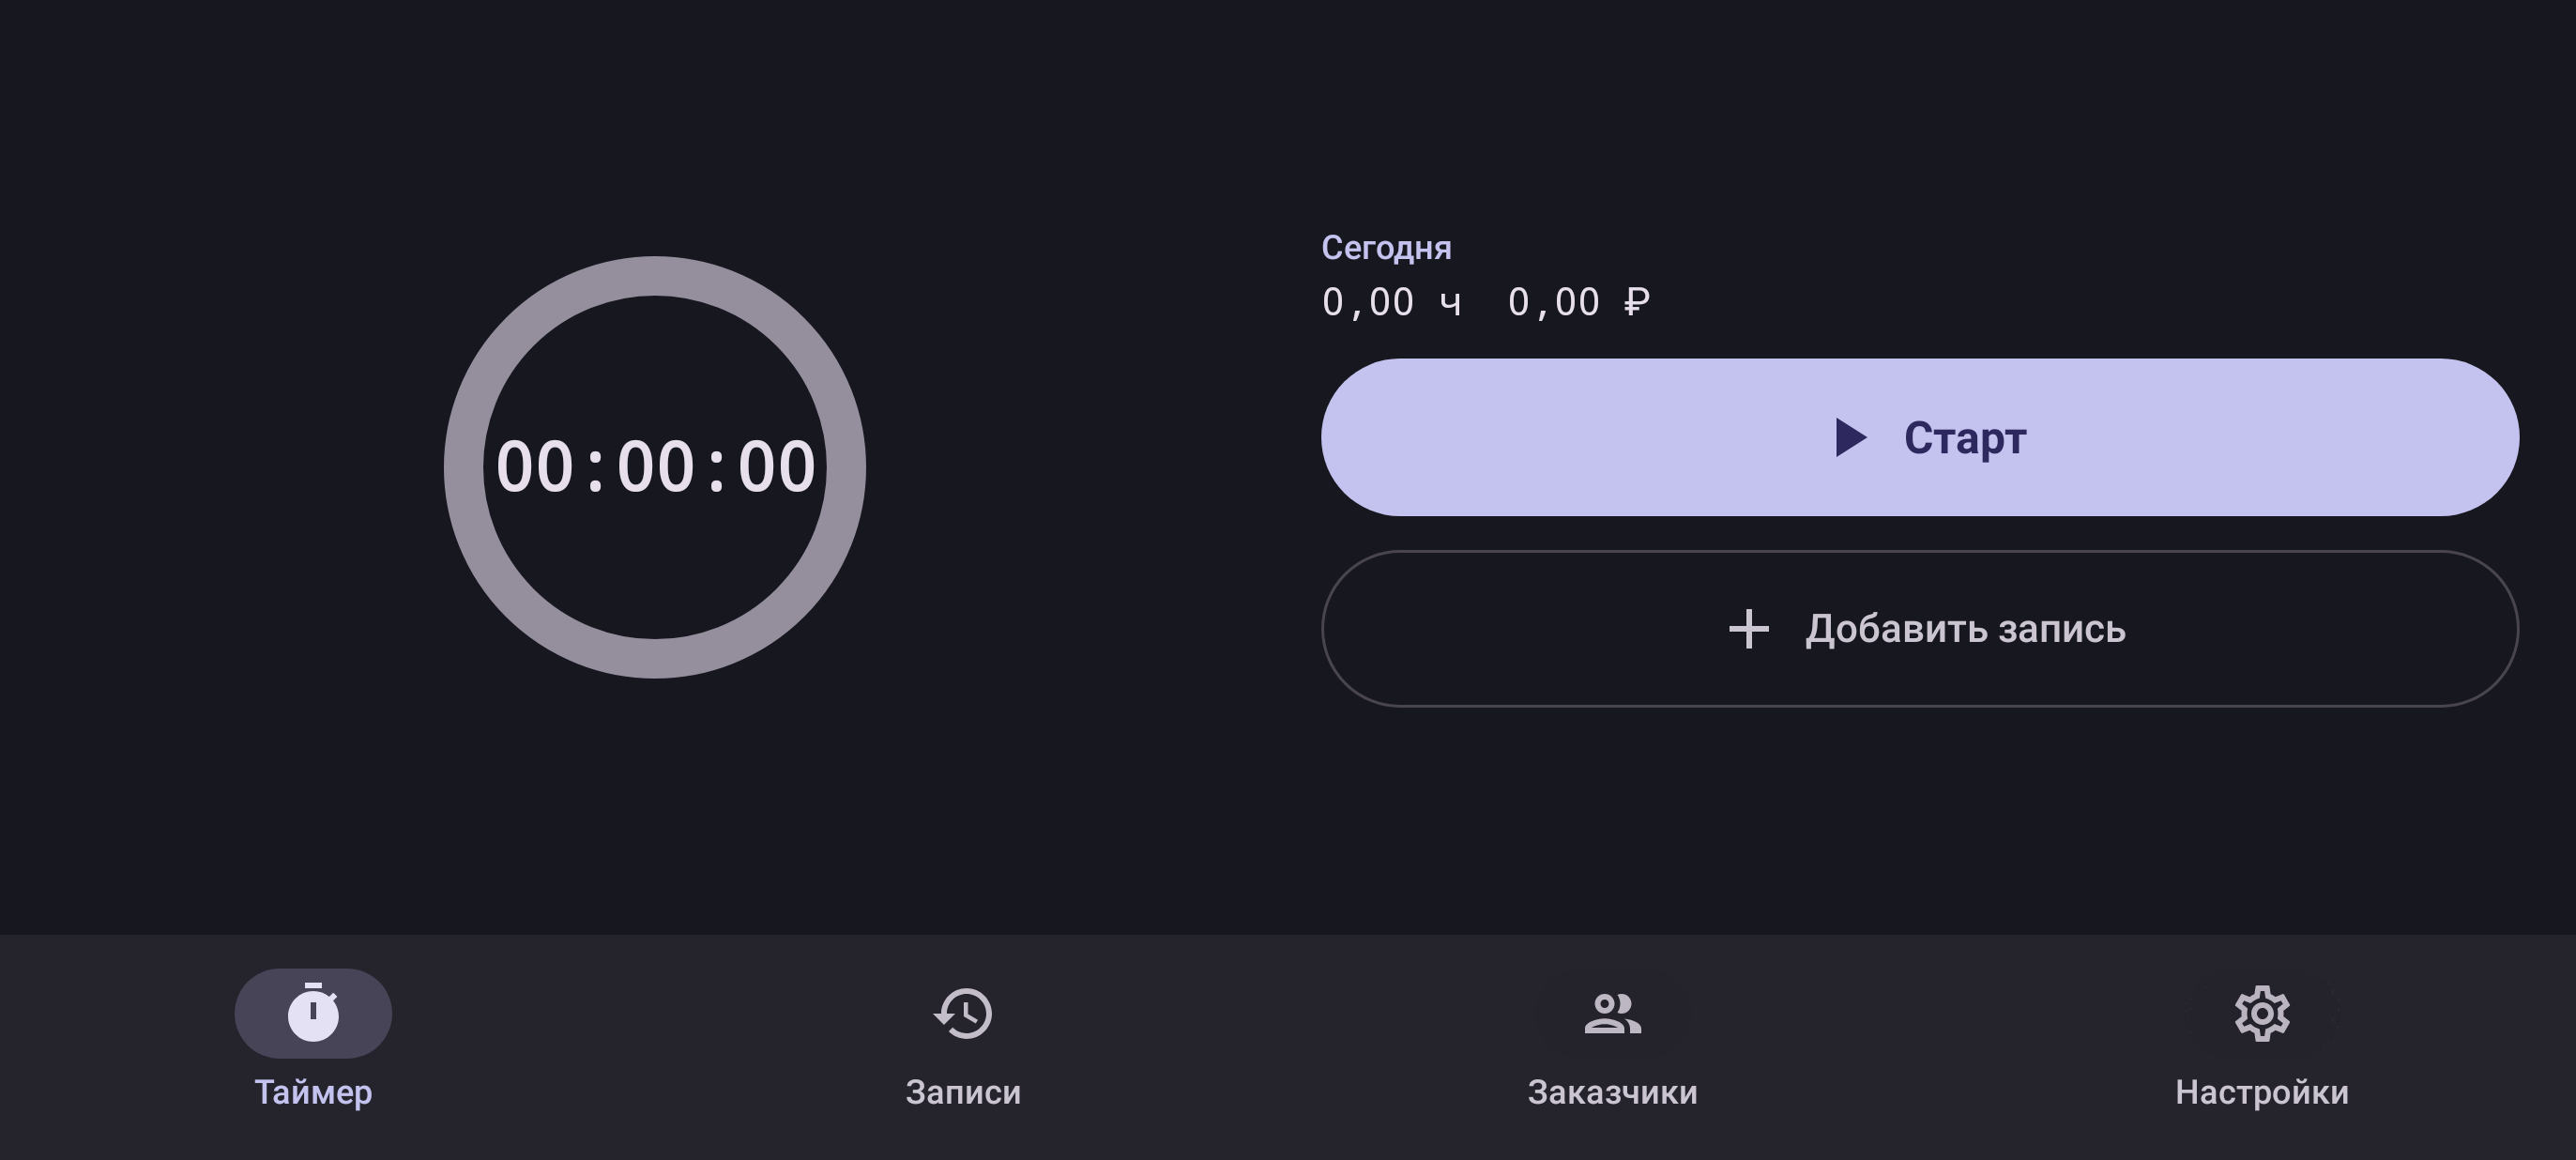 00:00:00
Сегодня
0,00 ч 0,00 ₽
Старт
Добавить запись
Таймер
Записи
Заказчики
Настройки